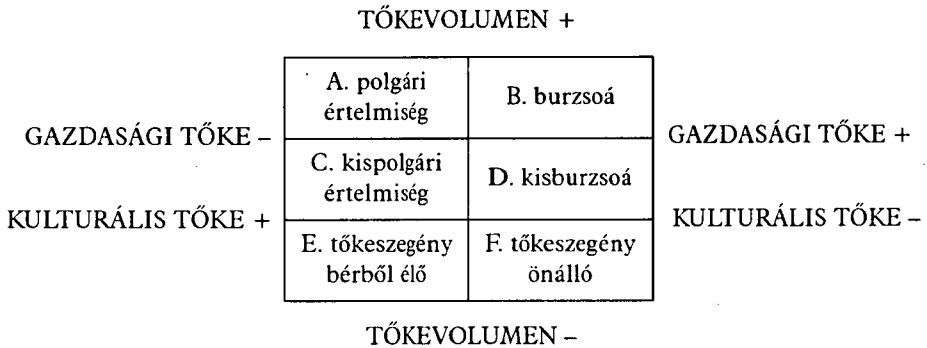 TŐKEVOLUMEN +
A. polgári
értelmiség
B. burzsoá
GAZDASÁGI TŐKE –
GAZDASÁGI TŐKE +
C. kispolgári
értelmiség
D. kisburzsoá
KULTURÁLIS TŐKE +
KULTURÁLIS TŐKE –
E. tőkeszegény
bérből élő
F. tőkeszegény
önálló
TŐKEVOLUMEN –